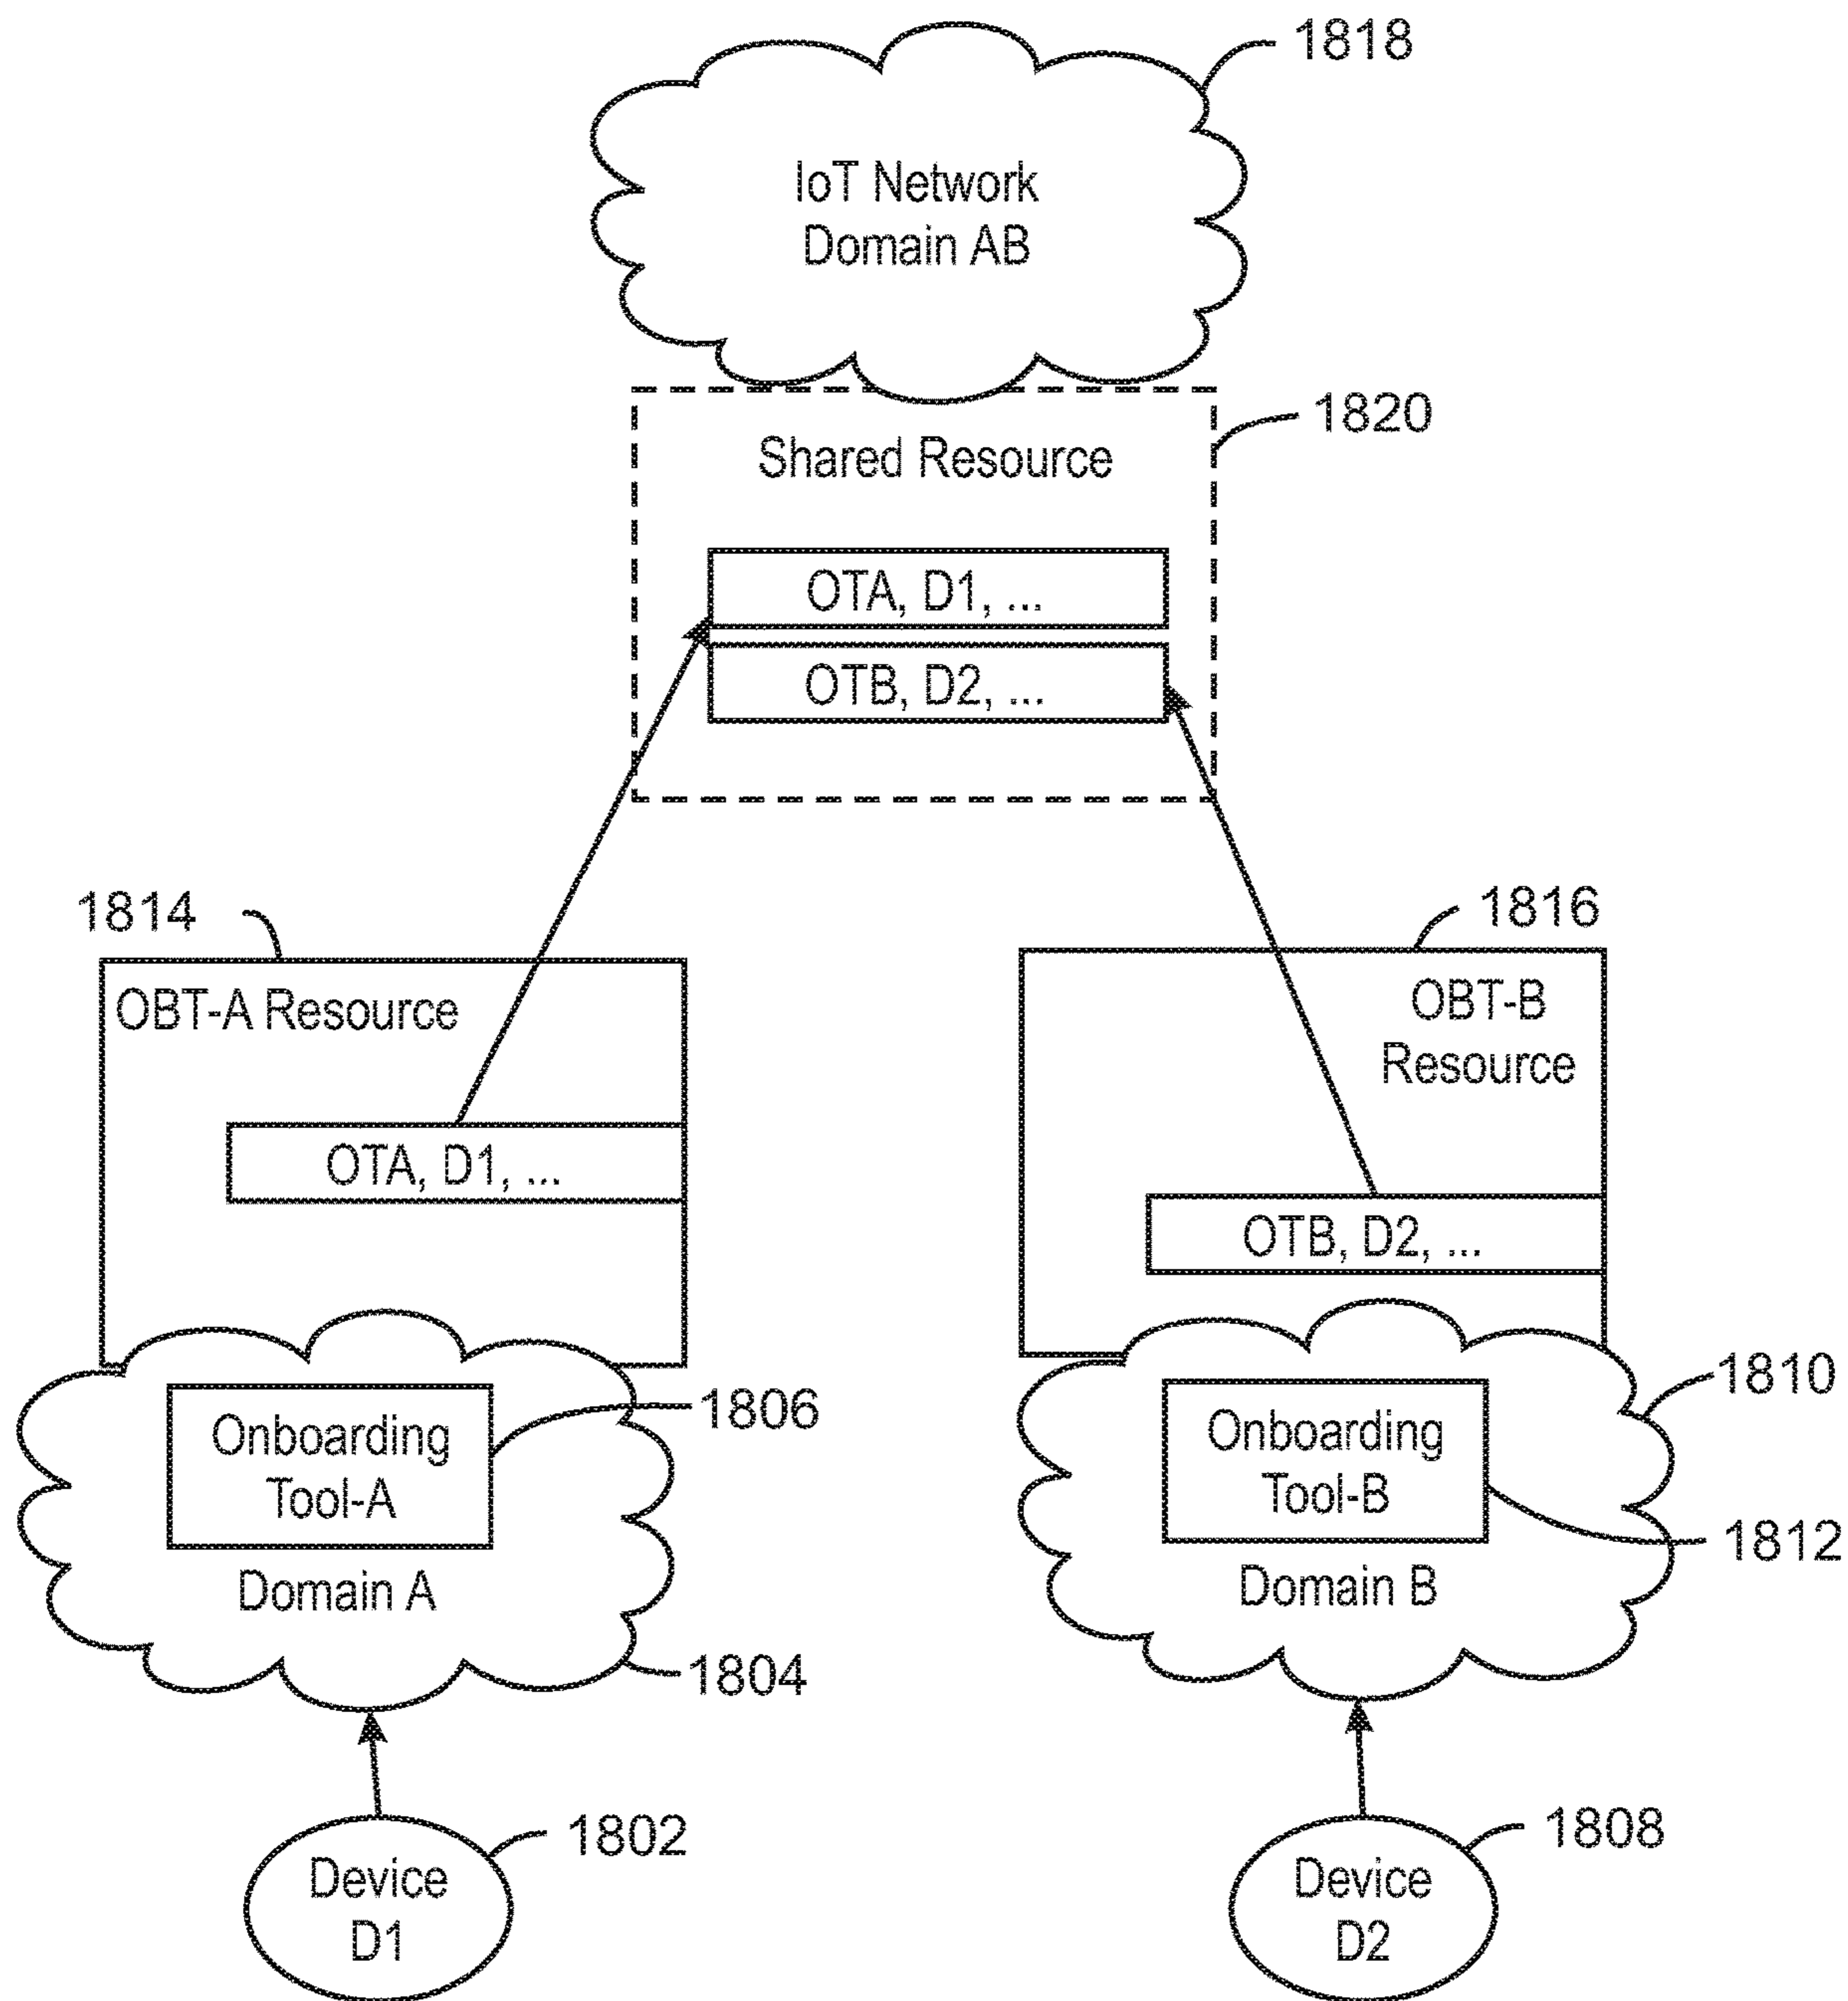 1818
IoT Network
Domain AB
1820
Shared Resource
OTA, D1, ...
OTB, D2, ...
1814
1816
OBT-A Resource
OBT-B
Resource
OTA, D1, ...
OTB, D2, ...
1806
1810
Onboarding
Tool-A
Domain A
Onboarding
Tool-B
Domain B
1812
1804
1802
1808
Device
D1
Device
D2